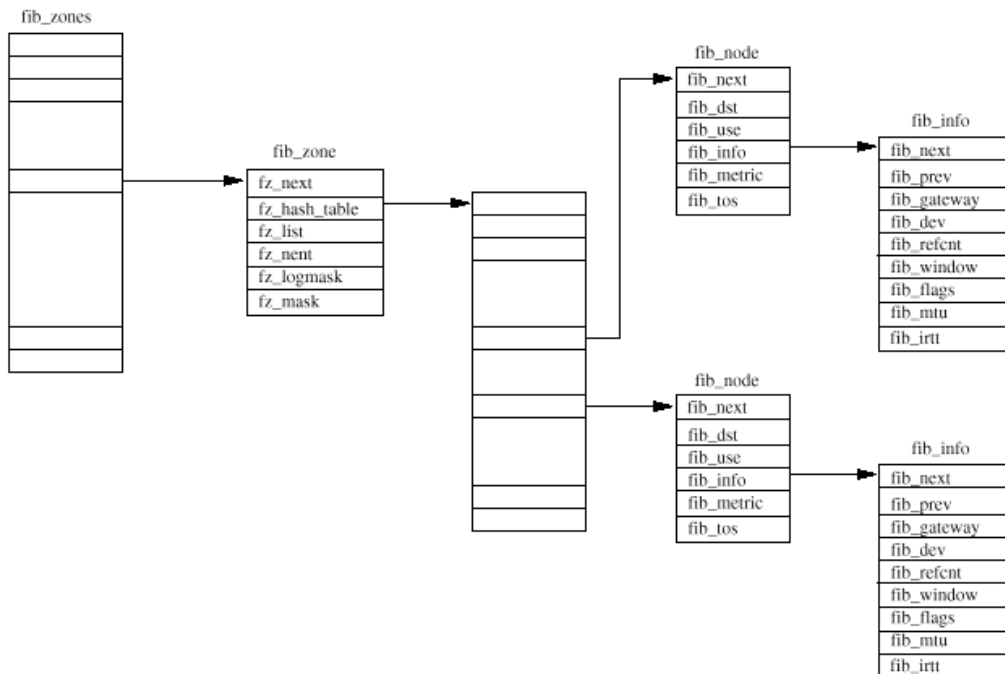 fib_zones
fib_zone
fz_next
fz_hash_table
fz_list
fz_nent
fz_logmask
fz_mask
fib_node
fib_next
fib_dst
fib_use
fib_info
fib_metric
fib_tos
fib_info
fib_next
fib_prev
fib_gateway
fib_dev
fib_refcnt
fib_window
fib_flags
fib_mtu
fib_irtt
fib_node
fib_next
fib_dst
fib_use
fib_info
fib_metric
fib_tos
fib_info
fib_next
fib_prev
fib_gateway
fib_dev
fib_refcnt
fib_window
fib_flags
fib_mtu
fib_irtt